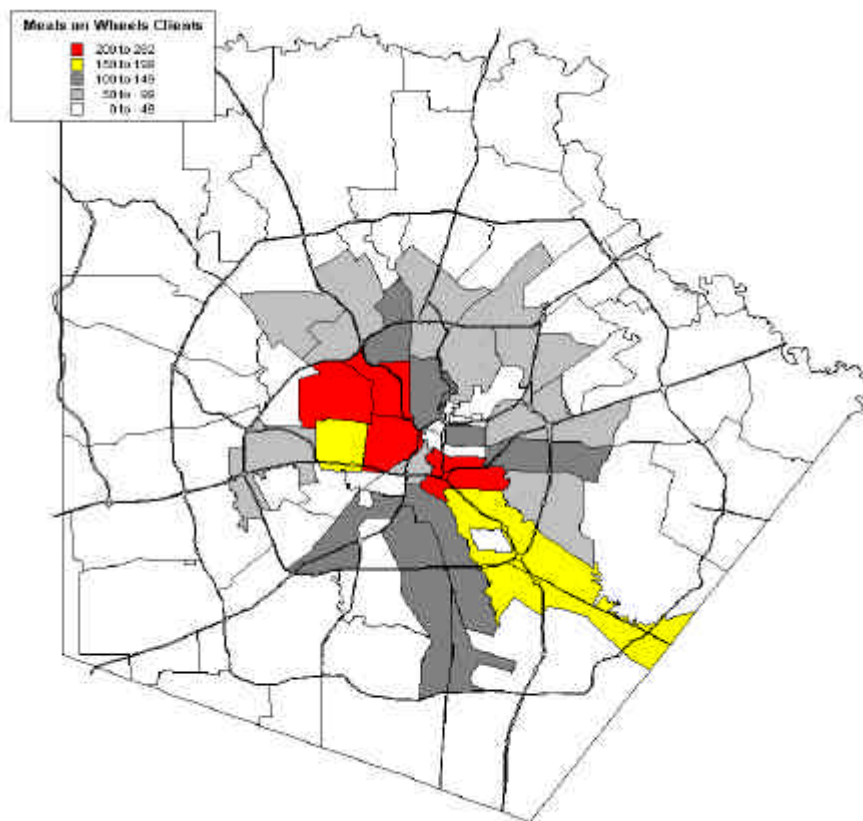 Meals on Wheels Clients
200 to 262
150 to 199
100 to 149
50 to 99
0 to 49